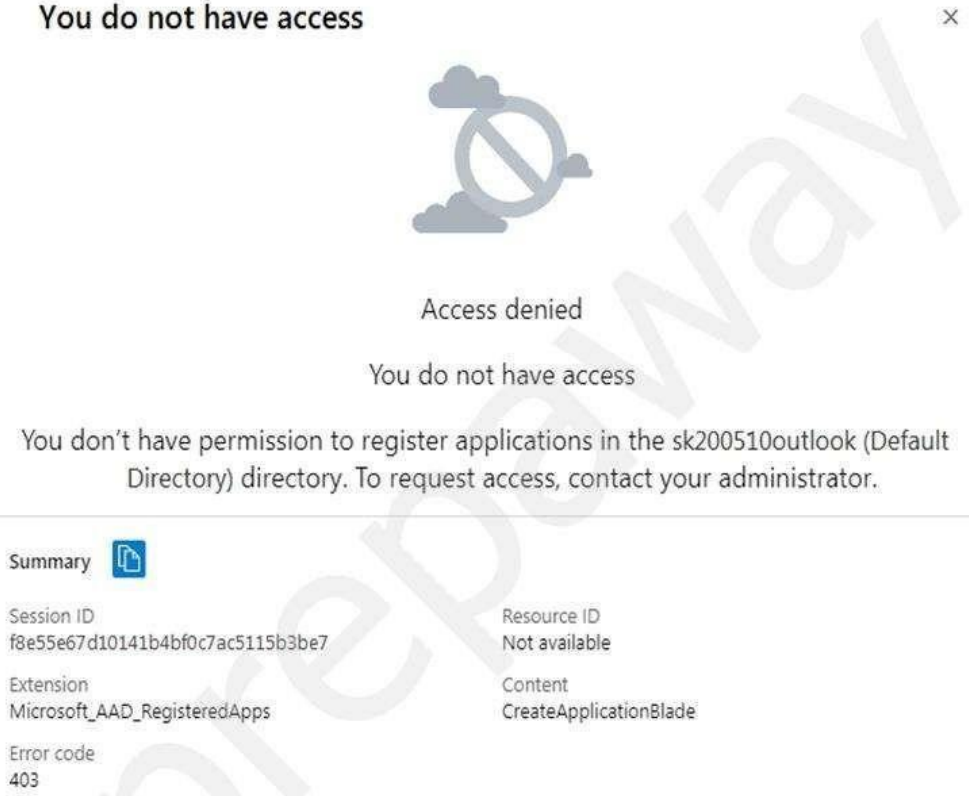 You do not have access
Access denied
You do not have access
You don't have permission to register applications in the sk200510outlook (Default
Directory) directory. To request access, contact your administrator.
Summary
Session ID
f8e55e67d10141b4bf0c7ac5115b3be7
Resource ID
Not available
Extension
Microsoft_AAD_RegisteredApps
Content
CreateApplicationBlade
Error code
403
prepaway